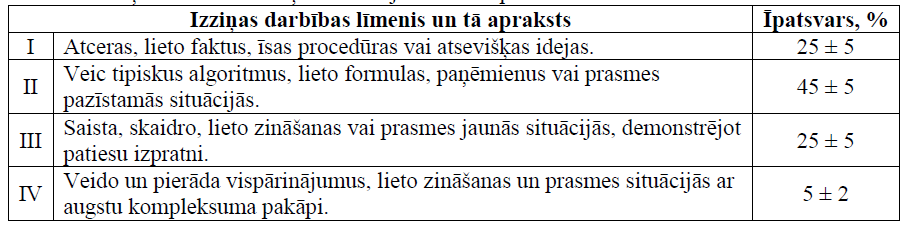 Izziņas darbības līmenis un tā apraksts Īpatsvars, %
I Atceras, lieto faktus, īsas procedūras vai atsevišķas idejas. 25 ± 5
II Veic tipiskus algoritmus, lieto formulas, paņēmienus vai prasmes
pazīstamās situācijās. 45 ± 5
III Saista, skaidro, lieto zināšanas vai prasmes jaunās situācijās, demonstrējot
patiesu izpratni. 25 ± 5
IV Veido un pierāda vispārinājumus, lieto zināšanas un prasmes situācijās ar
augstu kompleksuma pakāpi. 5 ± 2